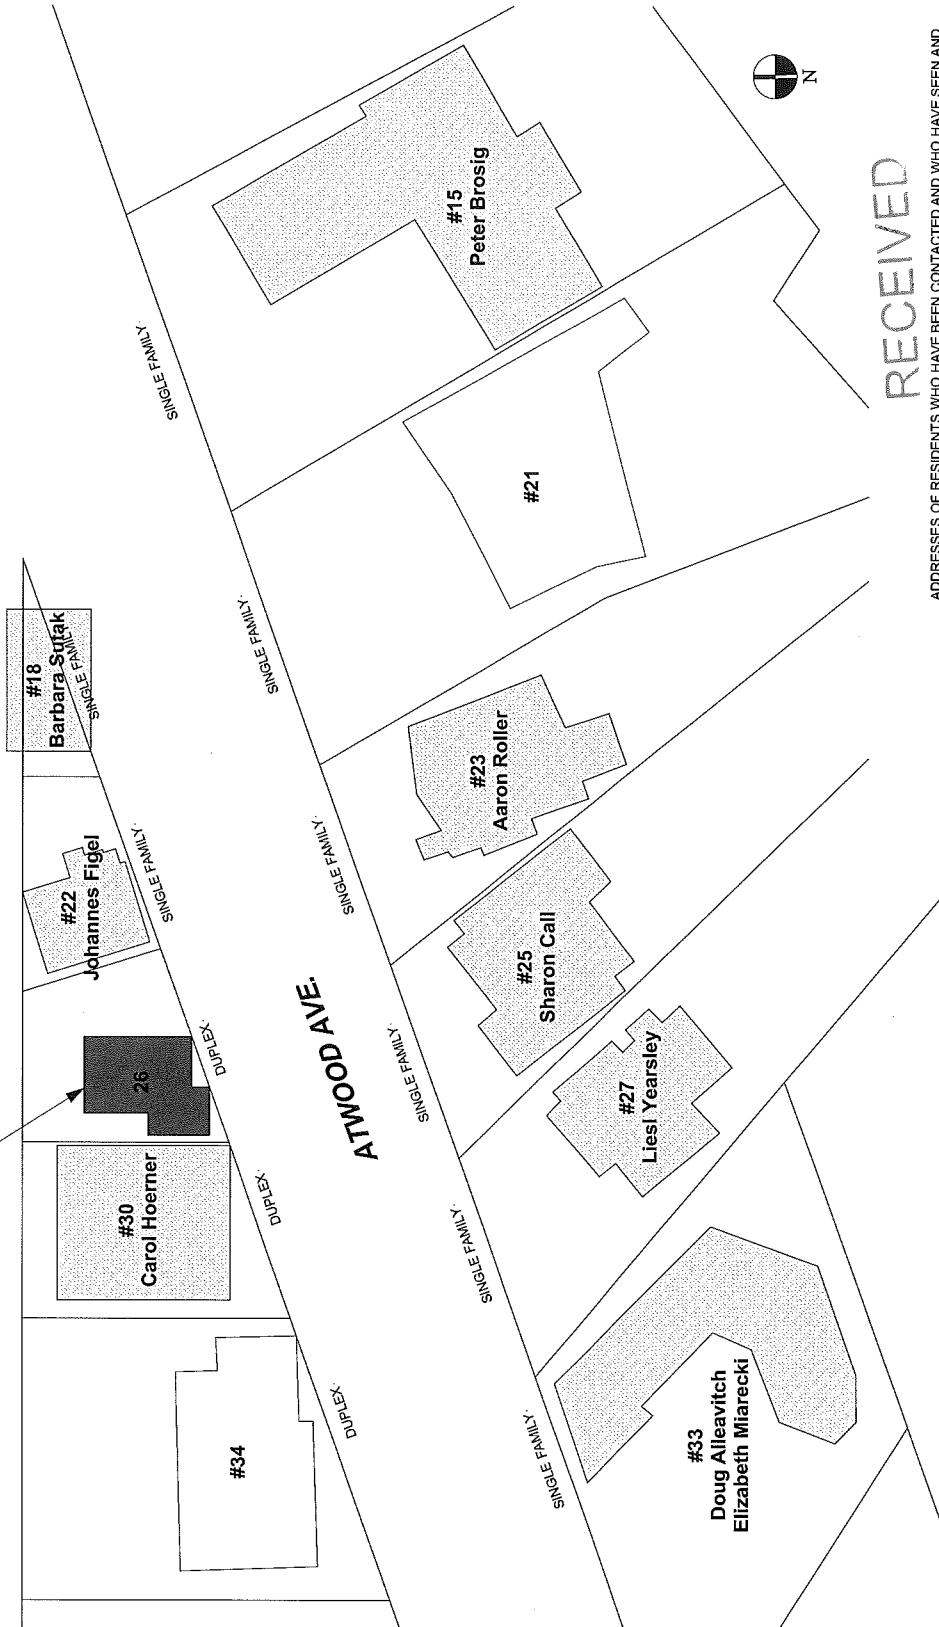 #18
Barbara Sutak
SINGLE FAMILY
#22
Johannes Figel
SINGLE FAMILY
26
DUPLEX
#30
Carol Hoerner
DUPLEX
#34
DUPLEX
ATWOOD AVE.
SINGLE FAMILY
SINGLE FAMILY
SINGLE FAMILY
SINGLE FAMILY
SINGLE FAMILY
SINGLE FAMILY
#15
Peter Brosig
#21
#23
Aaron Roller
#25
Sharon Call
#27
Liesl Yearsley
#33
Doug Alleavitch
Elizabeth Miarecki
N
RECEIVED
ADDRESSES OF RESIDENTS WHO HAVE BEEN CONTACTED AND WHO HAVE SEEN AND